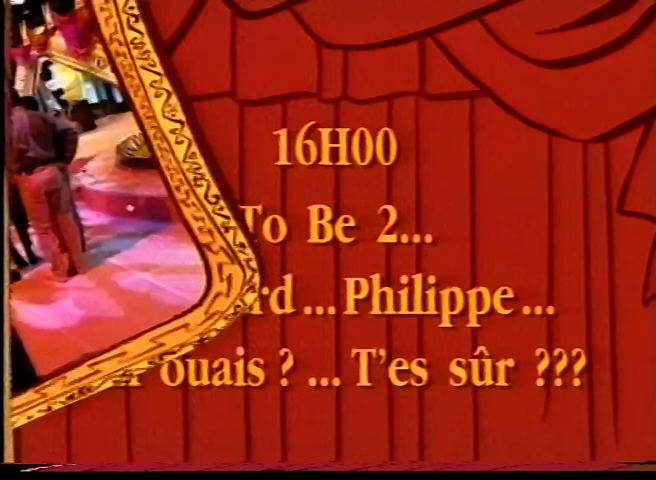 16H00
To Be 2...
... Philippe ...
ouais ? ... T'es sûr ???